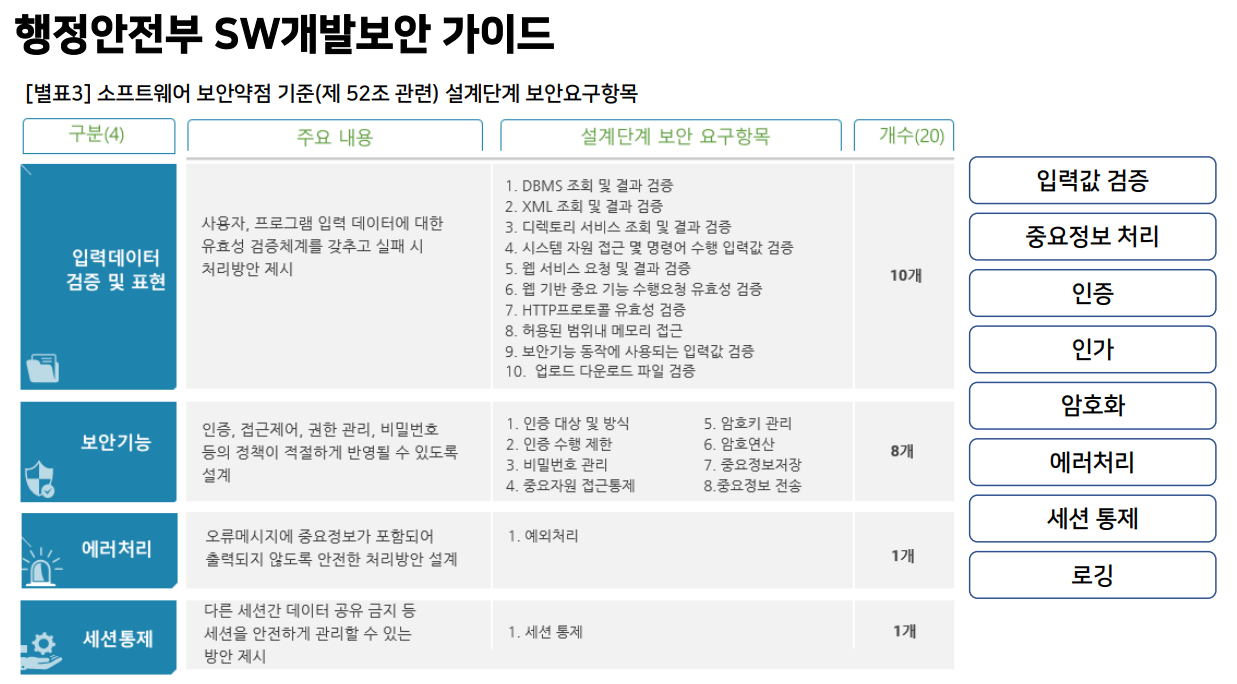 행정안전부 SW개발보안 가이드
[별표3] 소프트웨어 보안약점 기준(제 52조 관련) 설계단계 보안요구항목
구분(4)
주요 내용
설계단계 보안 요구항목
개수(20)
입력데이터
검증 및 표현
사용자, 프로그램 입력 데이터에 대한
유효성 검증체계를 갖추고 실패 시
처리방안 제시
1. DBMS 조회 및 결과 검증
2. XML 조회 및 결과 검증
3. 디렉토리 서비스 조회 및 결과 검증
4. 시스템 자원 접근 몇 명령어 수행 입력값 검증
5. 웹 서비스 요청 및 결과 검증
6. 웹 기반 중요 기능 수행요청 유효성 검증
7. HTTP프로토콜 유효성 검증
8. 허용된 범위내 메모리 접근
9. 보안기능 동작에 사용되는 입력값 검증
10. 업로드 다운로드 파일 검증
10개
보안기능
인증, 접근제어, 권한 관리, 비밀번호
등의 정책이 적절하게 반영될 수 있도록
설계
1. 인증 대상 및 방식
2. 인증 수행 제한
3. 비밀번호 관리
4. 중요자원 접근통제
5. 암호키 관리
6. 암호연산
7. 중요정보저장
8.중요정보 전송
8개
에러처리
오류메시지에 중요정보가 포함되어
출력되지 않도록 안전한 처리방안 설계
1. 예외처리
1개
세션통제
다른 세션간 데이터 공유 금지 등
세션을 안전하게 관리할 수 있는
방안 제시
1. 세션 통제
1개
입력값 검증
중요정보 처리
인증
인가
암호화
에러처리
세션 통제
로깅